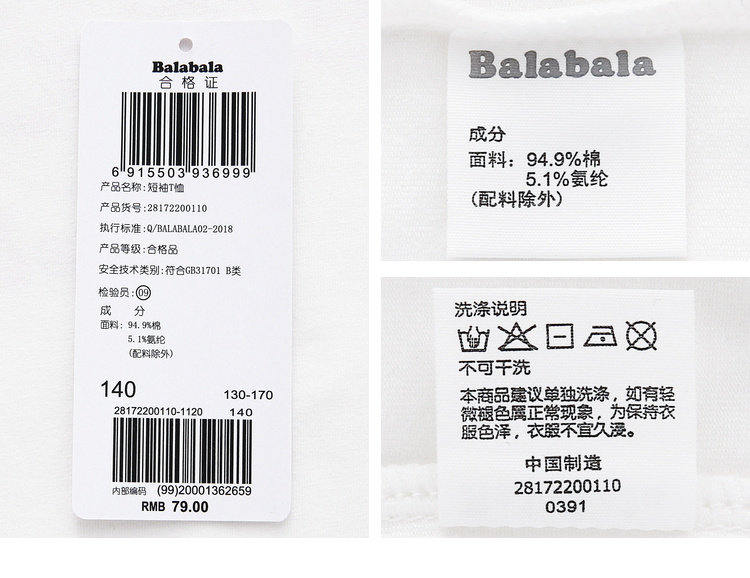 Balabala
合格证
6 915503 936999
产品名称: 短袖T恤
产品货号: 28172200110
执行标准: Q/BALABALA02-2018
产品等级: 合格品
安全技术类别: 符合GB31701 B类
检验员: 09
成 分
面料: 94.9%棉
5.1%氨纶
(配料除外)
140
130-170
28172200110-1120 140
内部编码 (99)20001362659
RMB 79.00
Balabala
成分
面料: 94.9%棉
5.1%氨纶
(配料除外)
洗涤说明
不可干洗
本商品建议单独洗涤, 如有轻
微褪色属正常现象, 为保持衣
服色泽, 衣服不宜久浸。
中国制造
28172200110
0391